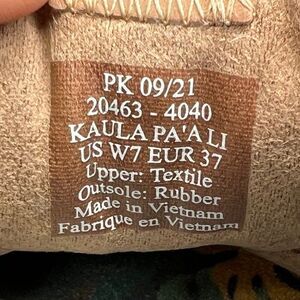 PK 09/21
20463 - 4040
KAULA PA'A LI
US W7 EUR 37
Upper: Textile
Outsole: Rubber
Made in Vietnam
Fabrique en Vietnam